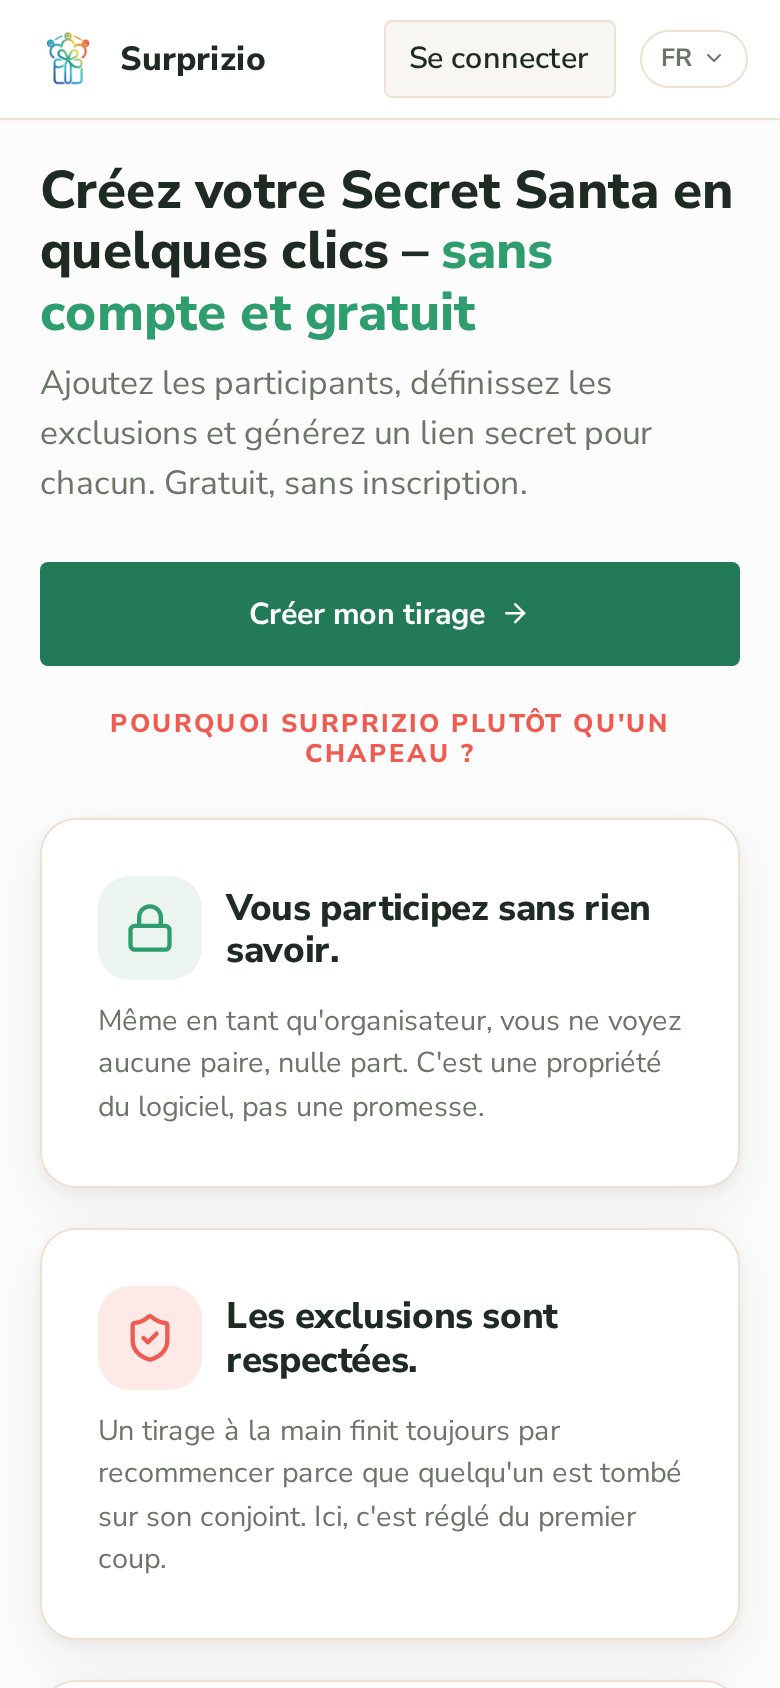 Surprizio
Se connecter
FR
Créez votre Secret Santa en
quelques clics – sans
compte et gratuit
Ajoutez les participants, définissez les
exclusions et générez un lien secret pour
chacun. Gratuit, sans inscription.
Créer mon tirage →
POURQUOI SURPRIZIO PLUTÔT QU'UN
CHAPEAU ?
Vous participez sans rien
savoir.
Même en tant qu'organisateur, vous ne voyez
aucune paire, nulle part. C'est une propriété
du logiciel, pas une promesse.
Les exclusions sont
respectées.
Un tirage à la main finit toujours par
recommencer parce que quelqu'un est tombé
sur son conjoint. Ici, c'est réglé du premier
coup.